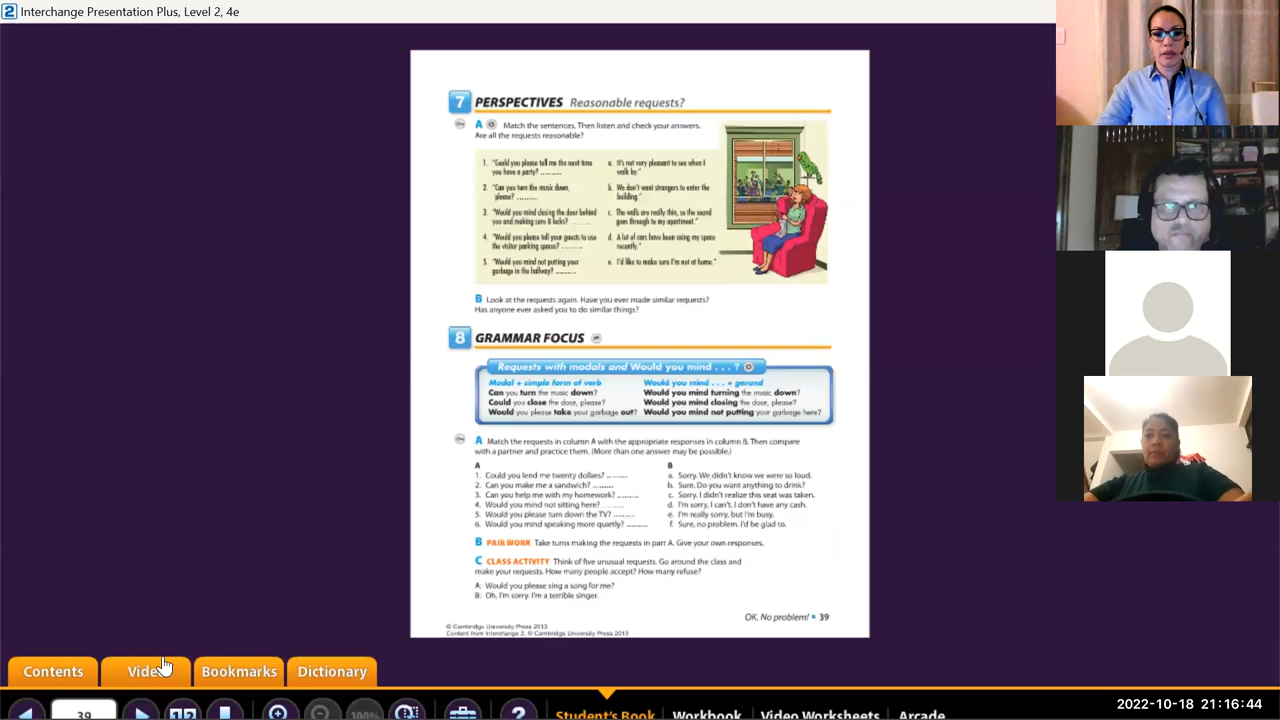 2 Interchange Presentation Plus, Level 2, 4e
7 PERSPECTIVES Reasonable requests?
A Match the sentences. Then listen and check your answers.
Are all the requests reasonable?
1. "Could you please tell me the next time
you have a party? ..........
2. "Can you turn the music down,
please? ..........
3. "Would you mind closing the door behind
you and making sure it locks? ..........
4. "Would you please tell your guests to use
the visitor parking spaces? ..........
5. "Would you mind not putting your
garbage in the hallway? ..........
a. It's not very pleasant to see when I
walk by."
b. We don't want strangers to enter the
building."
c. The walls are really thin, so the sound
goes through to my apartment."
d. A lot of cars have been using my space
recently."
e. I'd like to make sure I'm not at home."
B Look at the requests again. Have you ever made similar requests?
Has anyone ever asked you to do similar things?
8 GRAMMAR FOCUS
Requests with modals and Would you mind . . . ?
Modal + simple form of verb
Can you turn the music down?
Could you close the door, please?
Would you please take your garbage out?
Would you mind . . . + gerund
Would you mind turning the music down?
Would you mind closing the door, please?
Would you mind not putting your garbage here?
A Match the requests in column A with the appropriate responses in column B. Then compare
with a partner and practice them. (More than one answer may be possible.)
A
1. Could you lend me twenty dollars? ..........
2. Can you make me a sandwich? ..........
3. Can you help me with my homework? ..........
4. Would you mind not sitting here? ..........
5. Would you please turn down the TV? ..........
6. Would you mind speaking more quietly? ..........
B
a. Sorry. We didn't know we were so loud.
b. Sure. Do you want anything to drink?
c. Sorry. I didn't realize this seat was taken.
d. I'm sorry, I can't. I don't have any cash.
e. I'm really sorry, but I'm busy.
f. Sure, no problem. I'd be glad to.
B PAIR WORK Take turns making the requests in part A. Give your own responses.
C CLASS ACTIVITY Think of five unusual requests. Go around the class and
make your requests. How many people accept? How many refuse?
A: Would you please sing a song for me?
B: Oh, I'm sorry. I'm a terrible singer.
OK. No problem! ▪ 39
© Cambridge University Press 2013
Content from Interchange 2, © Cambridge University Press 2013
Contents Video Bookmarks Dictionary
39 100% ? Student's Book Workbook Video Worksheets Arcade
2022-10-18 21:16:44